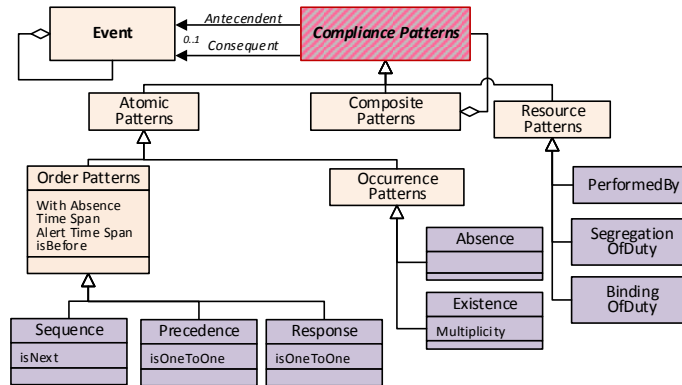 Event
Antecendent
0..1
Consequent
Compliance Patterns
Atomic
Patterns
Composite
Patterns
Resource
Patterns
Order Patterns
With Absence
Time Span
Alert Time Span
isBefore
Occurrence
Patterns
PerformedBy
Absence
Segregation
OfDuty
Existence
Multiplicity
Binding
OfDuty
Sequence
isNext
Precedence
isOneToOne
Response
isOneToOne